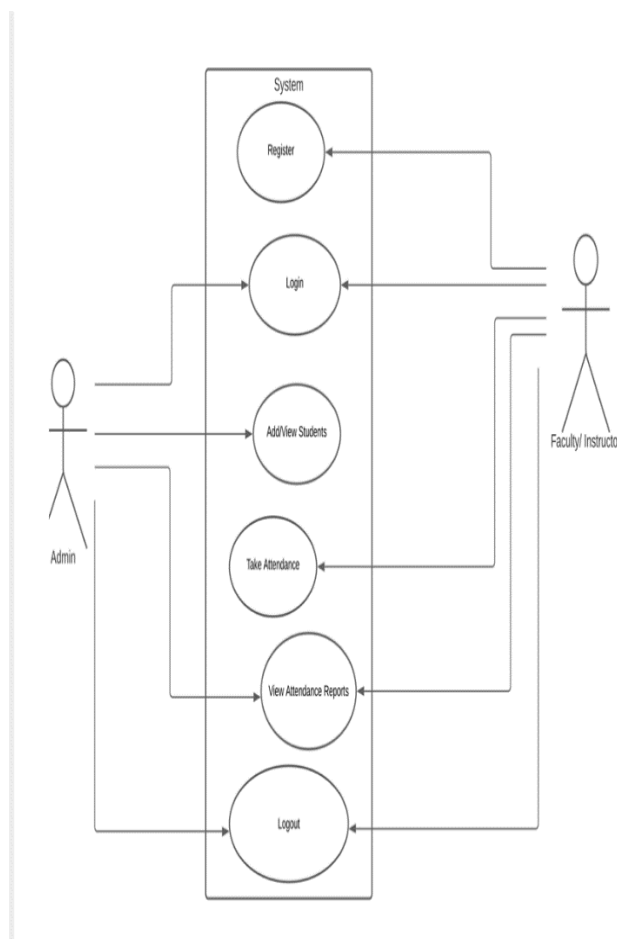 System
Register
Login
Add/View Students
Faculty/ Instructo
Take Attendance
Admin
View Attendance Reports
Logout